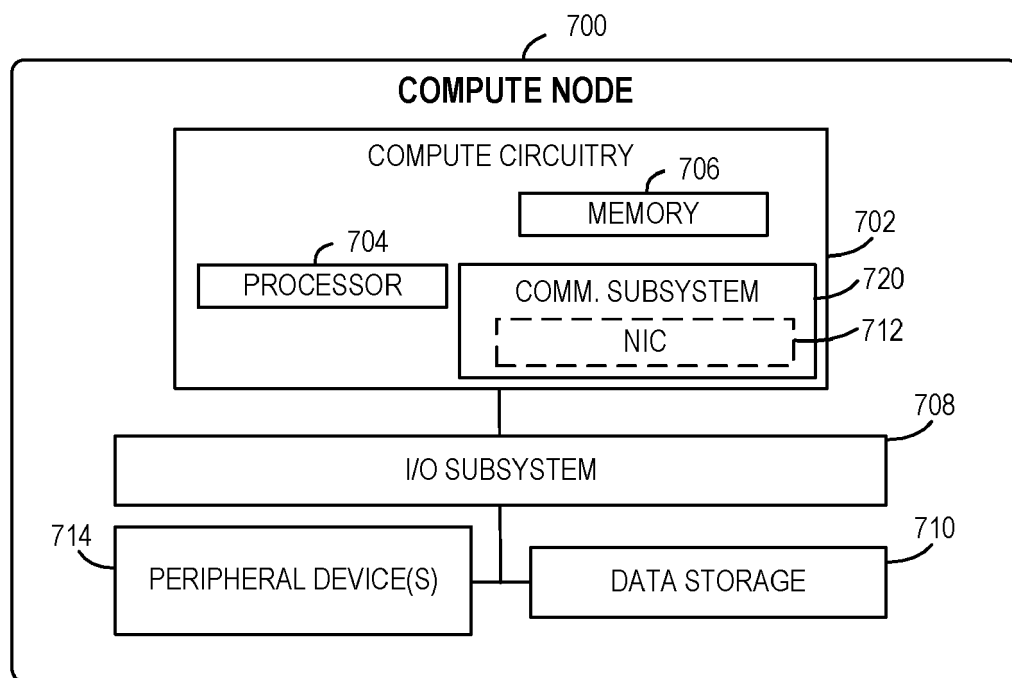 700
COMPUTE NODE
COMPUTE CIRCUITRY
706
MEMORY
702
704
PROCESSOR
COMM. SUBSYSTEM
720
NIC
712
708
I/O SUBSYSTEM
714
PERIPHERAL DEVICE(S)
710
DATA STORAGE